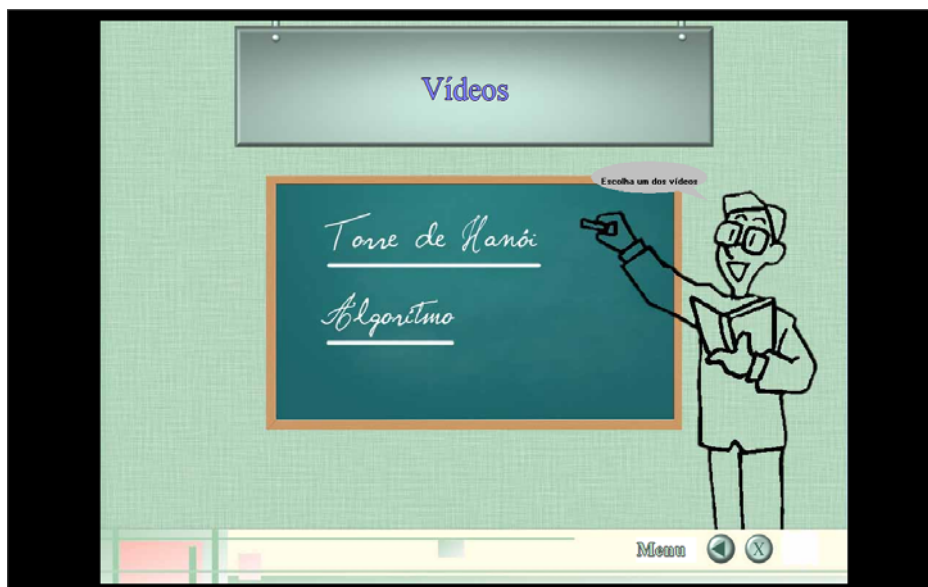 Vídeos
Escolha um dos vídeos
Torre de Hanói
Algoritmo
Menu
X